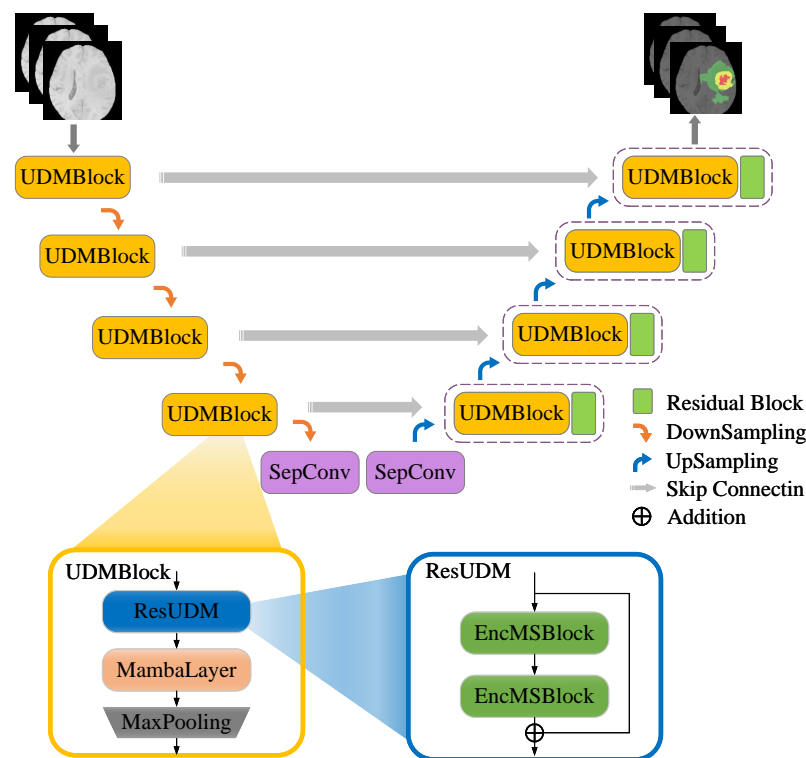 UDMBlock
UDMBlock
UDMBlock
UDMBlock
UDMBlock
UDMBlock
UDMBlock
UDMBlock
SepConv
SepConv
Residual Block
DownSampling
UpSampling
Skip Connectin
Addition
UDMBlock
ResUDM
MambaLayer
MaxPooling
ResUDM
EncMSBlock
EncMSBlock